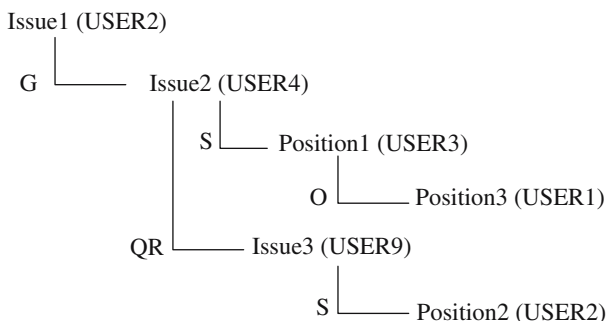 Issue1 (USER2)
G Issue2 (USER4)
S Position1 (USER3)
O Position3 (USER1)
QR Issue3 (USER9)
S Position2 (USER2)